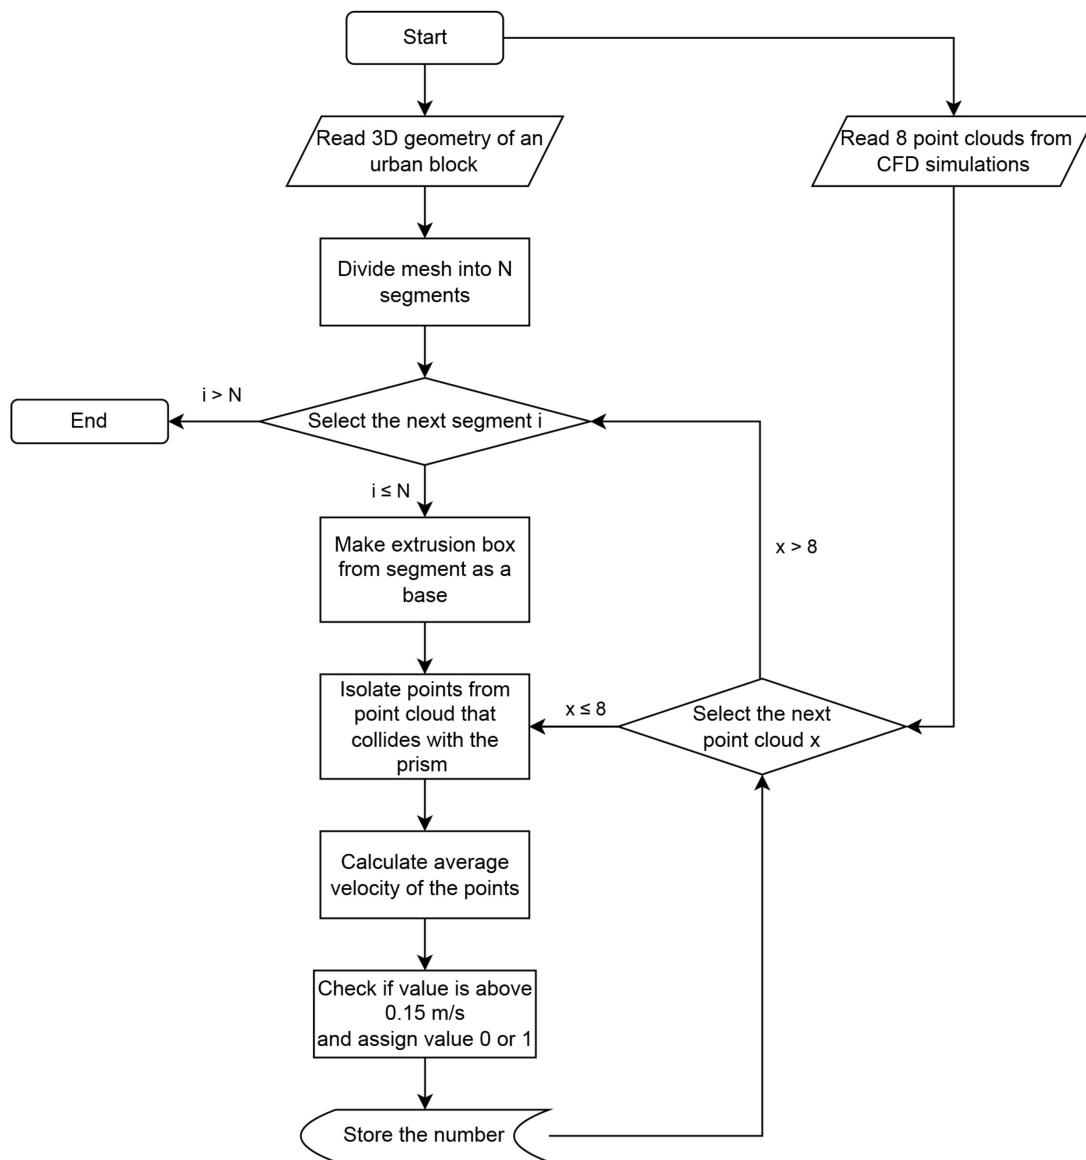 Start
Read 3D geometry of an
urban block
Read 8 point clouds from
CFD simulations
Divide mesh into N
segments
i > N
End
Select the next segment i
i ≤ N
Make extrusion box
from segment as a
base
x > 8
Isolate points from
point cloud that
collides with the
prism
x ≤ 8
Select the next
point cloud x
Calculate average
velocity of the points
Check if value is above
0.15 m/s
and assign value 0 or 1
Store the number